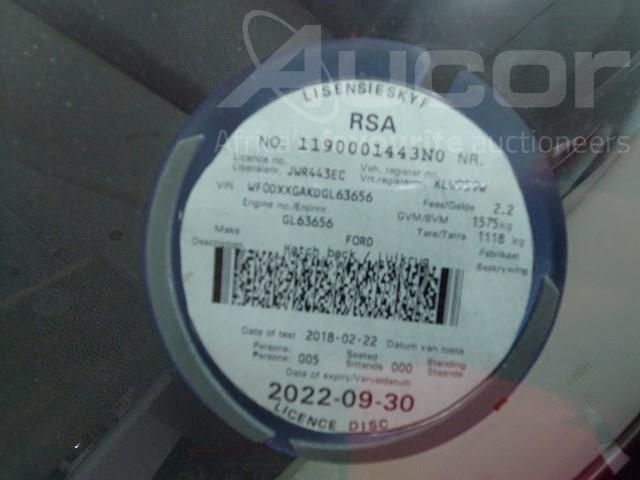 Aucor
Africa's favourite auctioneers
LISENSIESKYF
RSA
NO. 1190001443N0 NR.
Licence no. Veh. register no.
Lisensienr. JWR443EC Vrt.registernr.
VIN WF0DXXGAKDGL63656 Fees/Gelde 2.2
Engine no./Enjinnr. GL63656 GVM/BVM 1575kg
Make FORD Tare/Tarra 1118 kg
Description Fabrikaat
Hatch back / Luikrug Beskrywing
Date of test 2018-02-22 Datum van toets
Persons: Seated Standing
Persone: 005 Sittende 000 Staande
Date of expiry/Vervaldatum
2022-09-30
LICENCE DISC